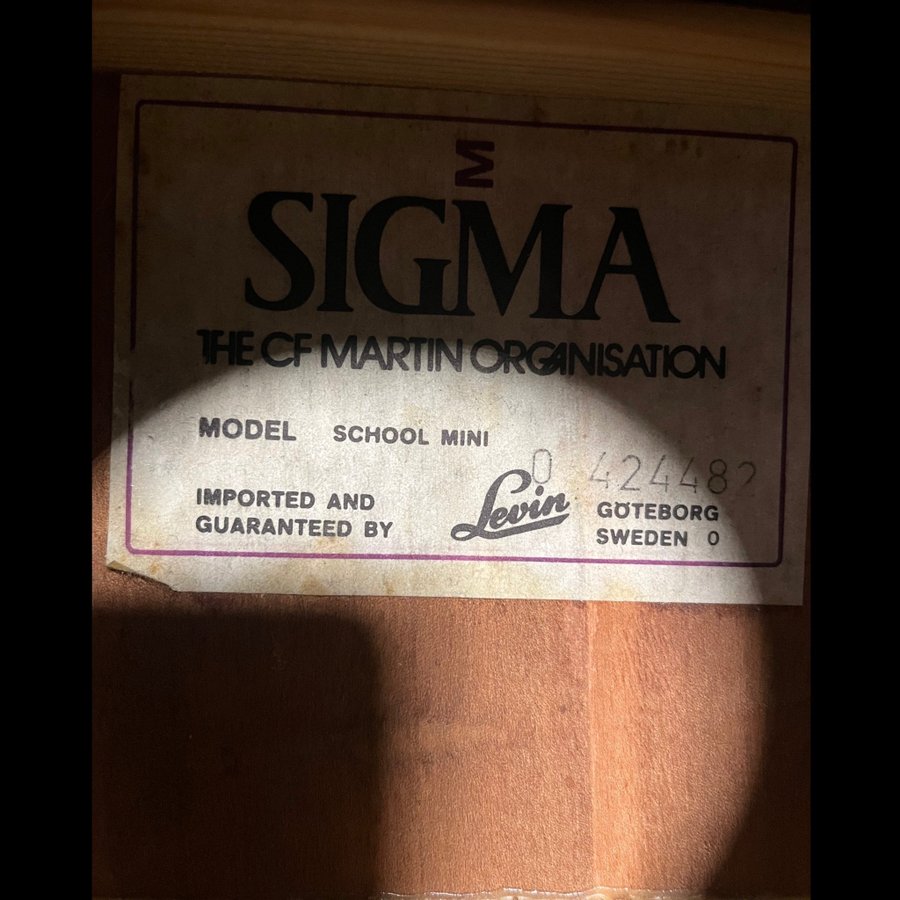 Σ
SIGMA
THE CF MARTIN ORGANISATION
MODEL SCHOOL MINI
0 424482
IMPORTED AND
GUARANTEED BY
Levin
GÖTEBORG
SWEDEN 0